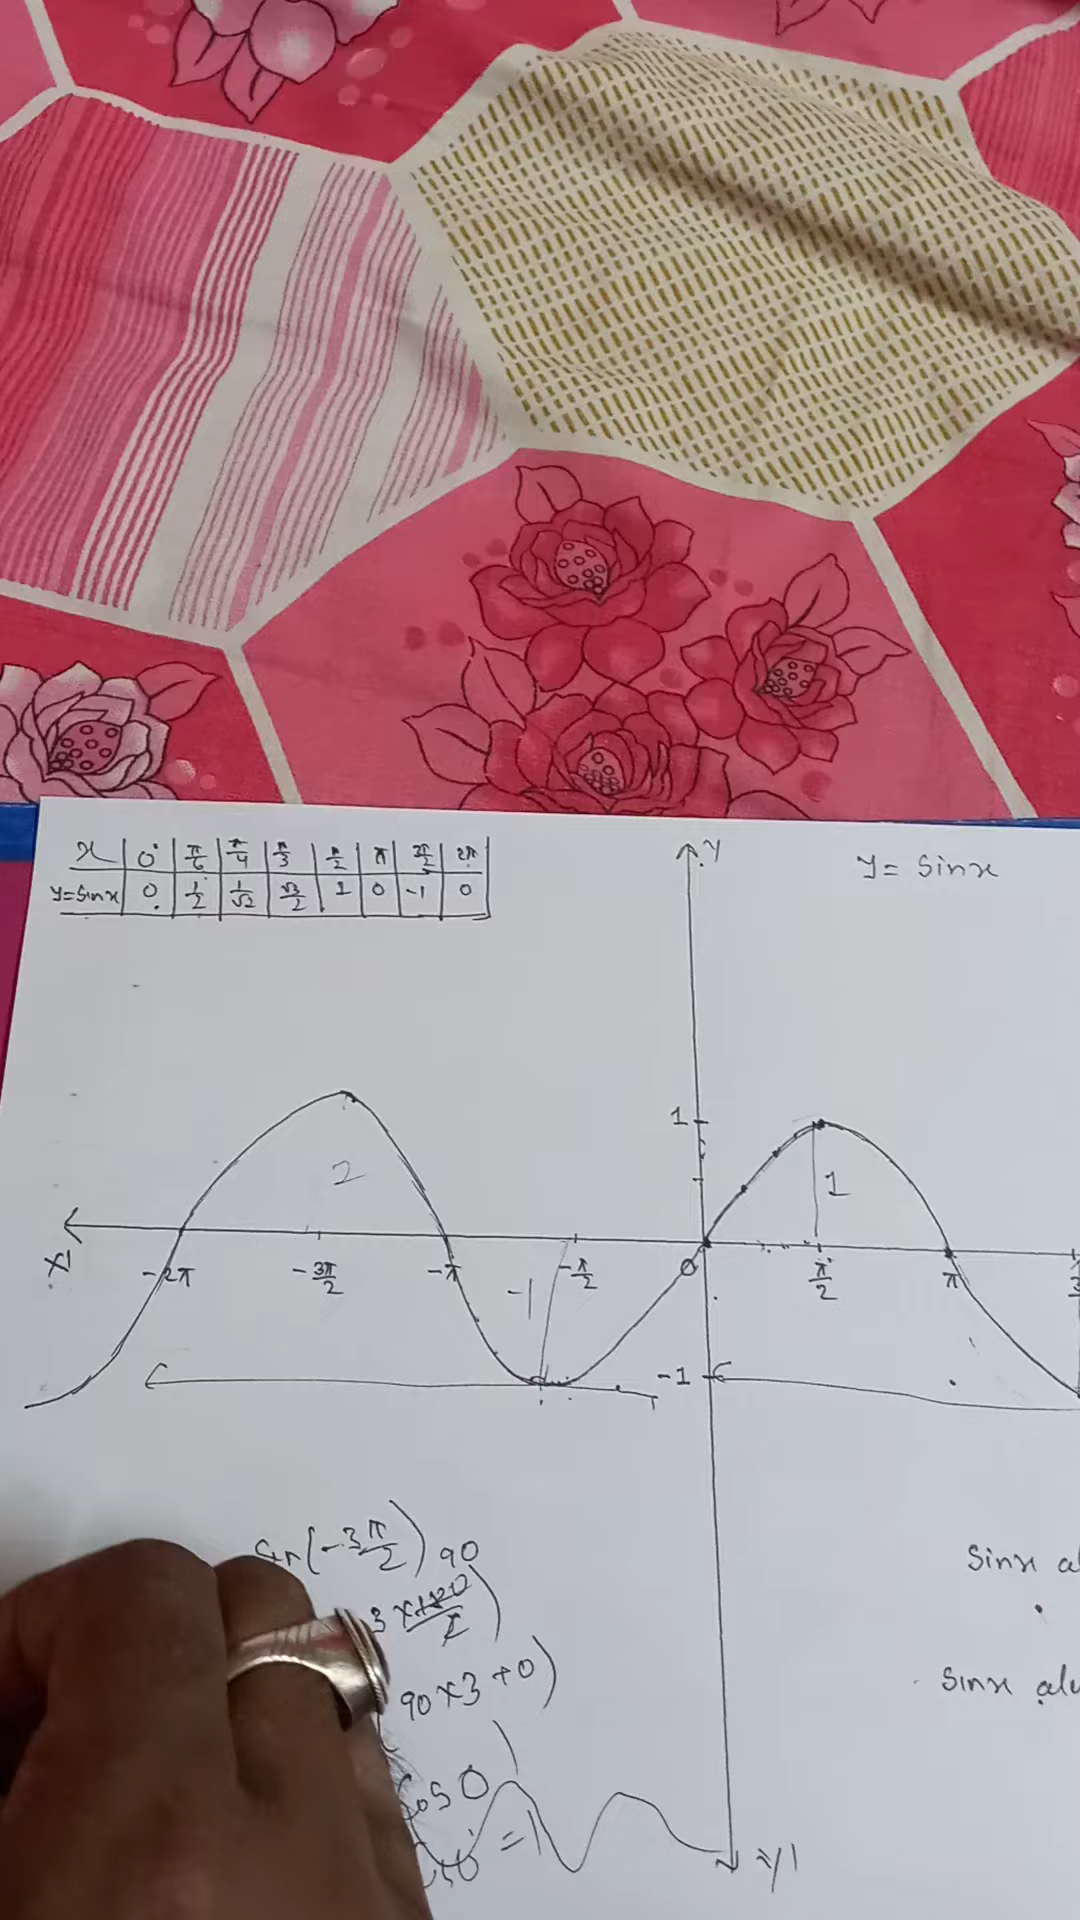 x 0° π/6 π/4 π/3 π/2 π 3π/2 2π
y=sinx 0 1/2 1/√2 √3/2 1 0 -1 0
y
y = sinx
1
2
1
x'
-2π
-3π/2
-π
-π/2
0
π/2
π
-1
-1
(-3π/2) 90
90×3+0)
Cos 0
=1
sinx
sinx
y'